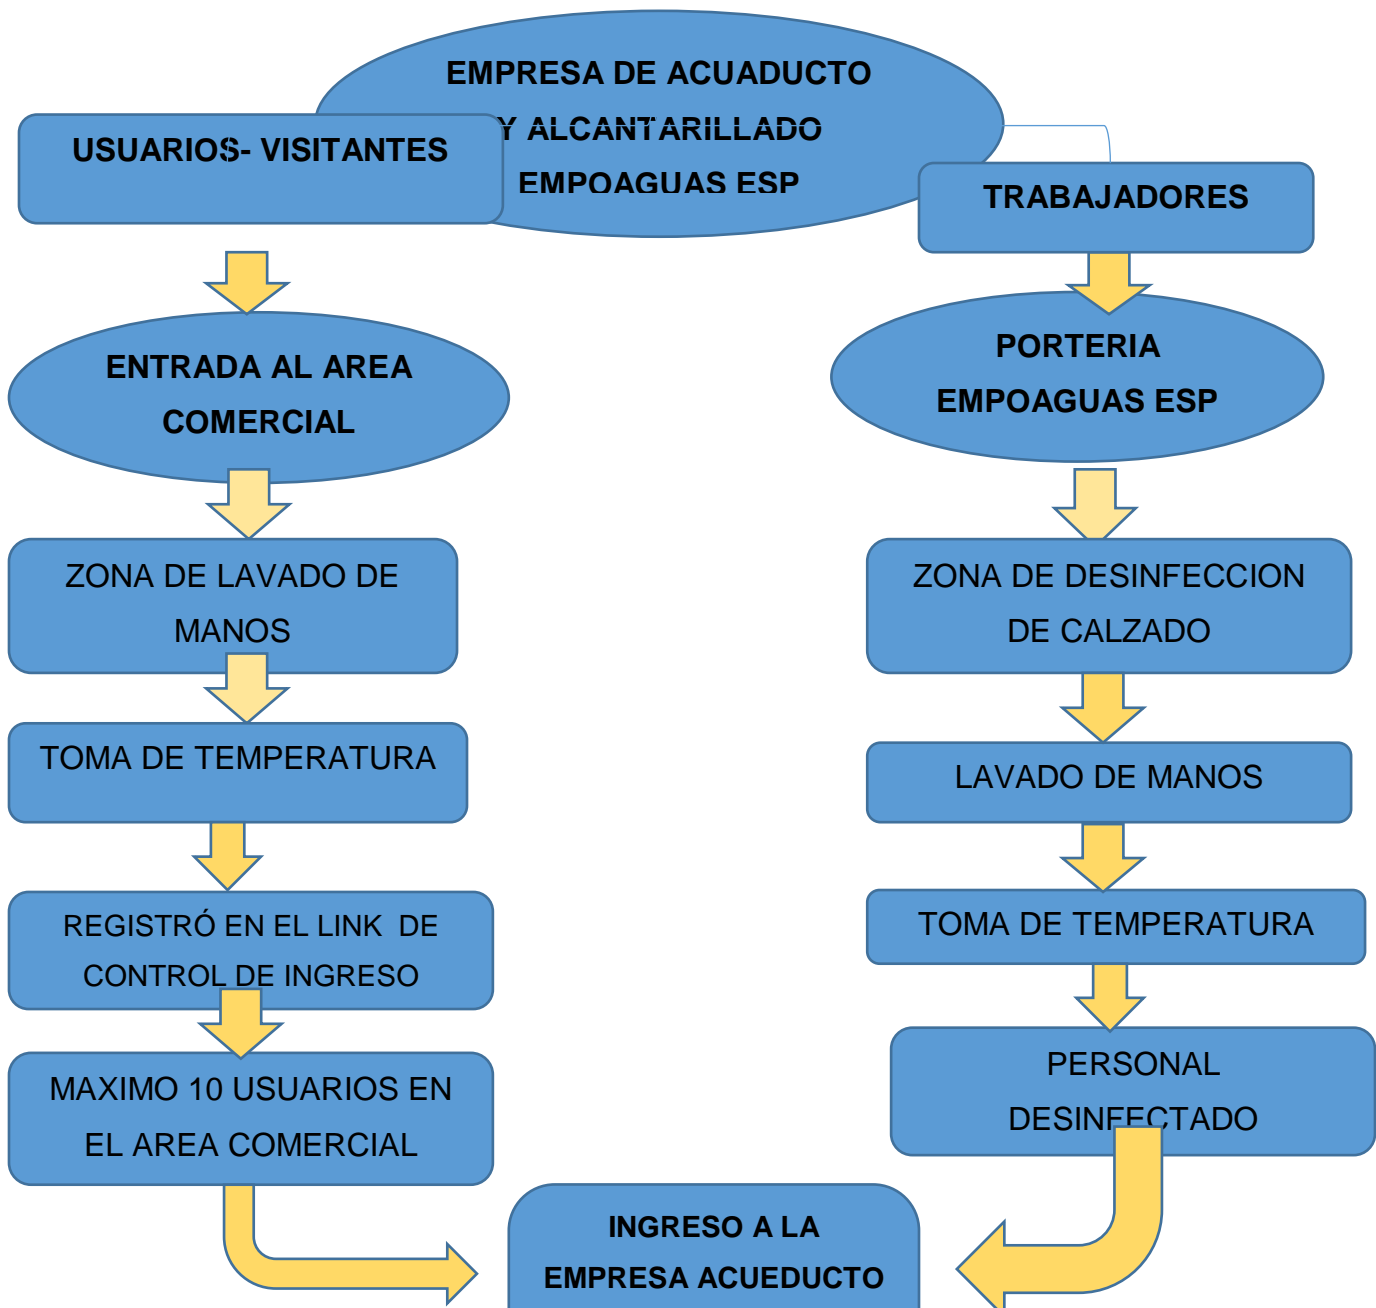 EMPRESA DE ACUADUCTO
Y ALCANTARILLADO
EMPOAGUAS ESP
USUARIOS- VISITANTES
TRABAJADORES
ENTRADA AL AREA
COMERCIAL
PORTERIA
EMPOAGUAS ESP
ZONA DE LAVADO DE
MANOS
ZONA DE DESINFECCION
DE CALZADO
TOMA DE TEMPERATURA
LAVADO DE MANOS
REGISTRÓ EN EL LINK  DE
CONTROL DE INGRESO
TOMA DE TEMPERATURA
MAXIMO 10 USUARIOS EN
EL AREA COMERCIAL
PERSONAL
DESINFECTADO
INGRESO A LA
EMPRESA ACUEDUCTO